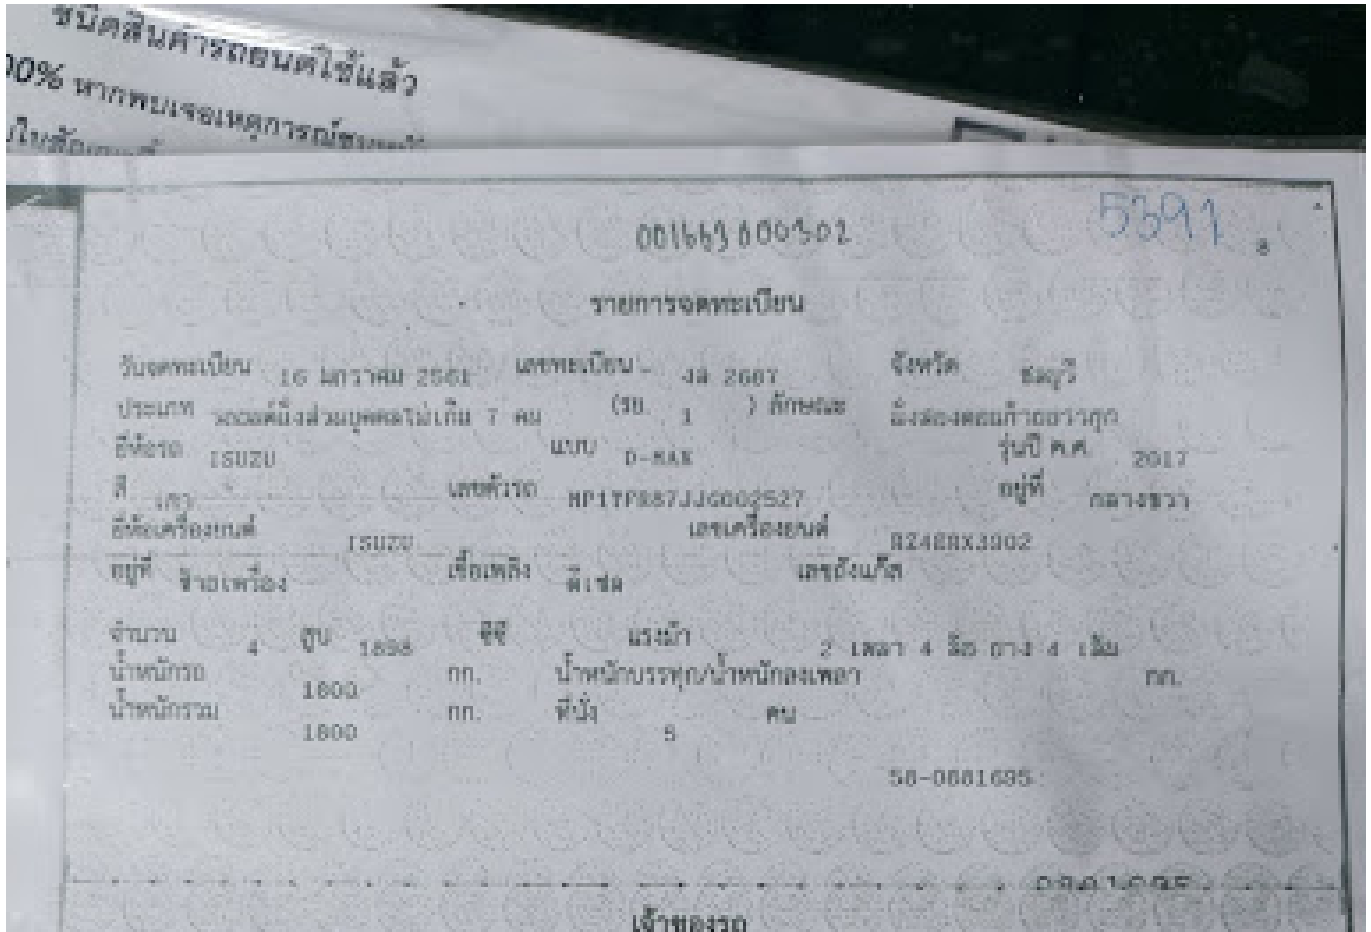 ชนิดสินค้ารถยนต์ใช้แล้ว
00% หากพบเจอเหตุการณ์
5391
8
รายการจดทะเบียน
วันจดทะเบียน 16 มกราคม 2561 เลขทะเบียน 2687 จังหวัด ชลบุรี
ประเภท รถยนต์นั่งส่วนบุคคลไม่เกิน 7 คน (รย. 1 ) ลักษณะ นั่งสองตอนท้ายบรรทุก
ยี่ห้อรถ ISUZU แบบ D-MAX รุ่นปี ค.ศ. 2017
สี เทา เลขตัวรถ อยู่ที่ กลางขวา
ยี่ห้อเครื่องยนต์ ISUZU เลขเครื่องยนต์
อยู่ที่ ซ้ายเครื่อง เชื้อเพลิง ดีเซล เลขถังแก๊ส
จำนวน 4 สูบ 1898 ซีซี แรงม้า 2 เพลา 4 ล้อ ยาง 4 เส้น
น้ำหนักรถ 1800 กก. น้ำหนักบรรทุก/น้ำหนักลงเพลา กก.
น้ำหนักรวม 1800 กก. ที่นั่ง 5 คน
เจ้าของรถ